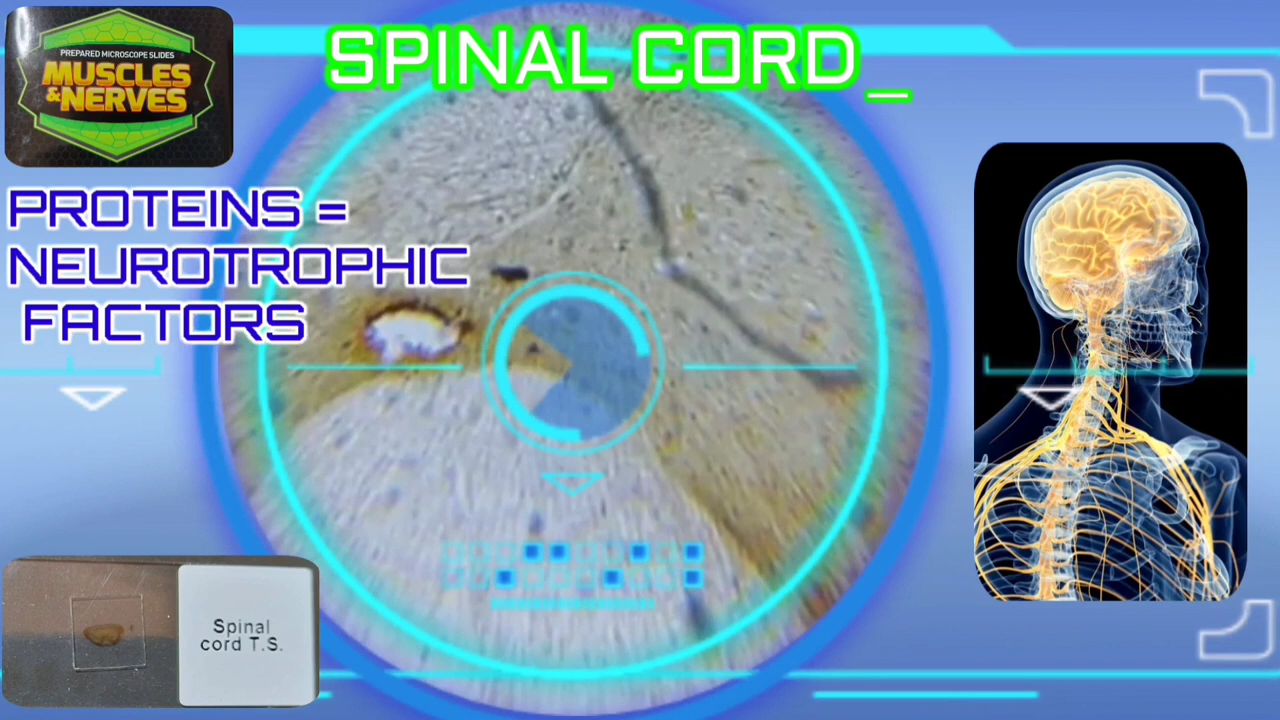 SPINAL CORD_
PREPARED MICROSCOPE SLIDES
MUSCLES
&NERVES
PROTEINS =
NEUROTROPHIC
FACTORS
Spinal
cord T.S.